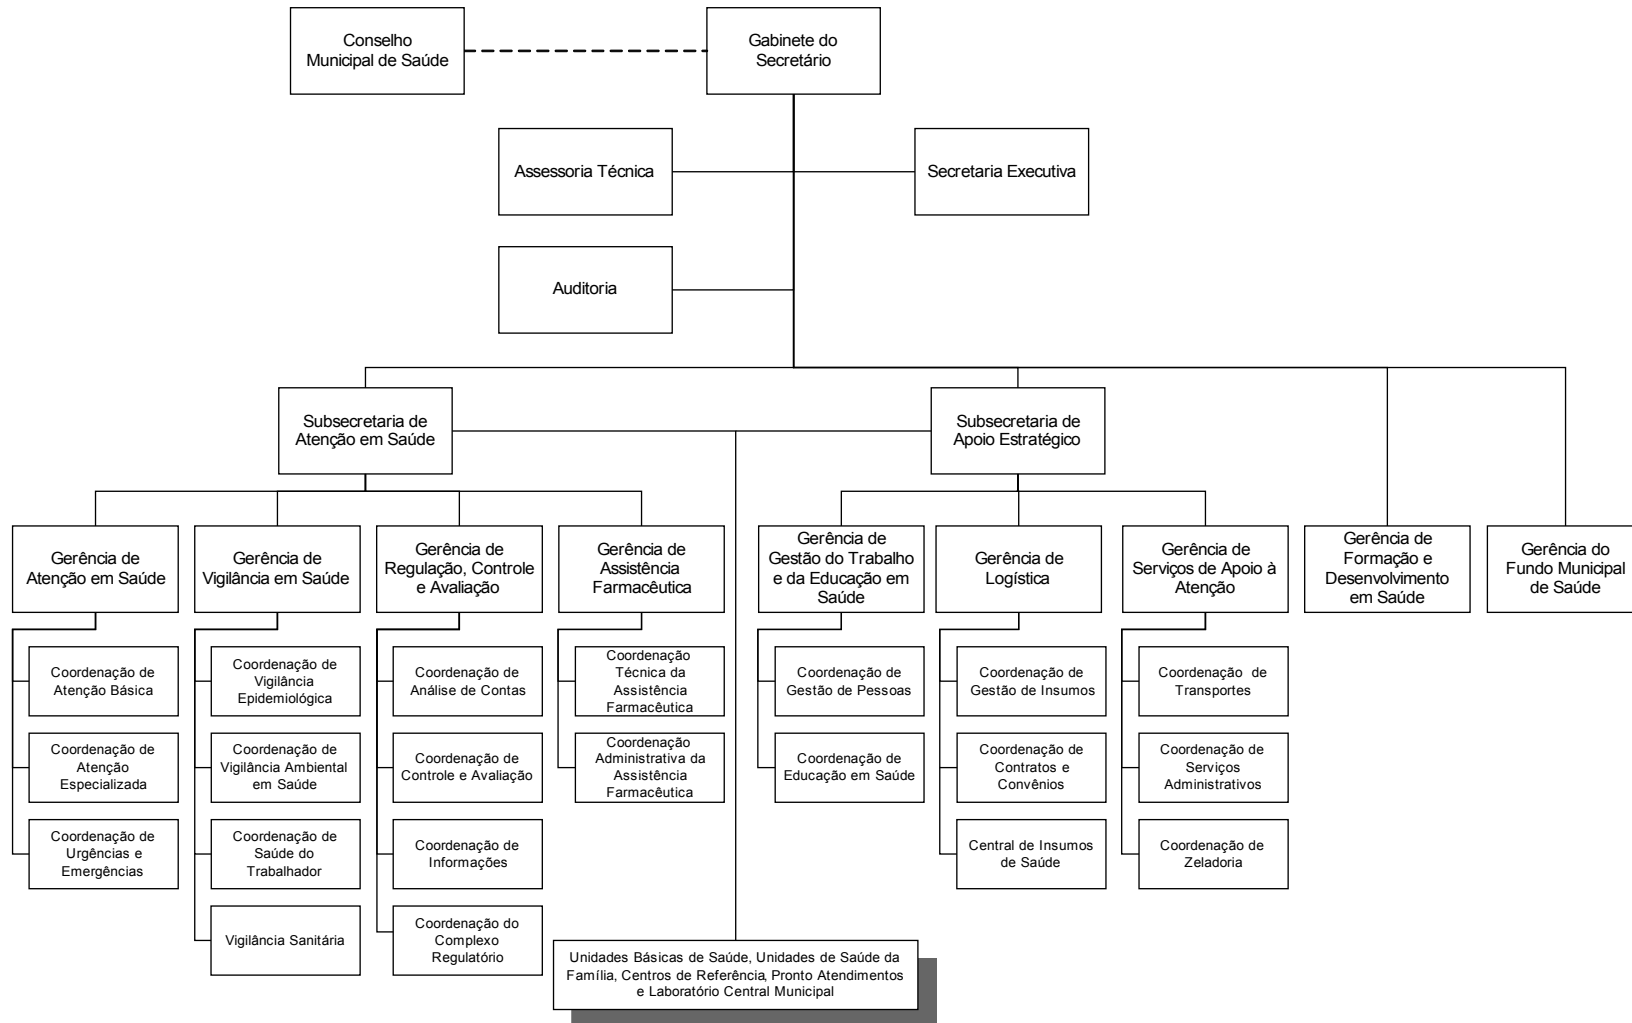 Conselho
Municipal de Saúde
Gabinete do
Secretário
Assessoria Técnica
Secretaria Executiva
Auditoria
Subsecretaria de
Atenção em Saúde
Subsecretaria de
Apoio Estratégico
Gerência de
Atenção em Saúde
Gerência de
Vigilância em Saúde
Gerência de
Regulação, Controle
e Avaliação
Gerência de
Assistência
Farmacêutica
Gerência de
Gestão do Trabalho
e da Educação em
Saúde
Gerência de
Logística
Gerência de
Serviços de Apoio à
Atenção
Gerência de
Formação e
Desenvolvimento
em Saúde
Gerência do
Fundo Municipal
de Saúde
Coordenação de
Atenção Básica
Coordenação de
Vigilância
Epidemiológica
Coordenação de
Análise de Contas
Coordenação
Técnica da
Assistência
Farmacêutica
Coordenação de
Gestão de Pessoas
Coordenação de
Gestão de Insumos
Coordenação de
Transportes
Coordenação de
Atenção
Especializada
Coordenação de
Vigilância Ambiental
em Saúde
Coordenação de
Controle e Avaliação
Coordenação
Administrativa da
Assistência
Farmacêutica
Coordenação de
Educação em Saúde
Coordenação de
Contratos e
Convênios
Coordenação de
Serviços
Administrativos
Coordenação de
Urgências e
Emergências
Coordenação de
Saúde do
Trabalhador
Coordenação de
Informações
Central de Insumos
de Saúde
Coordenação de
Zeladoria
Vigilância Sanitária
Coordenação do
Complexo
Regulatório
Unidades Básicas de Saúde, Unidades de Saúde da
Família, Centros de Referência, Pronto Atendimentos
e Laboratório Central Municipal